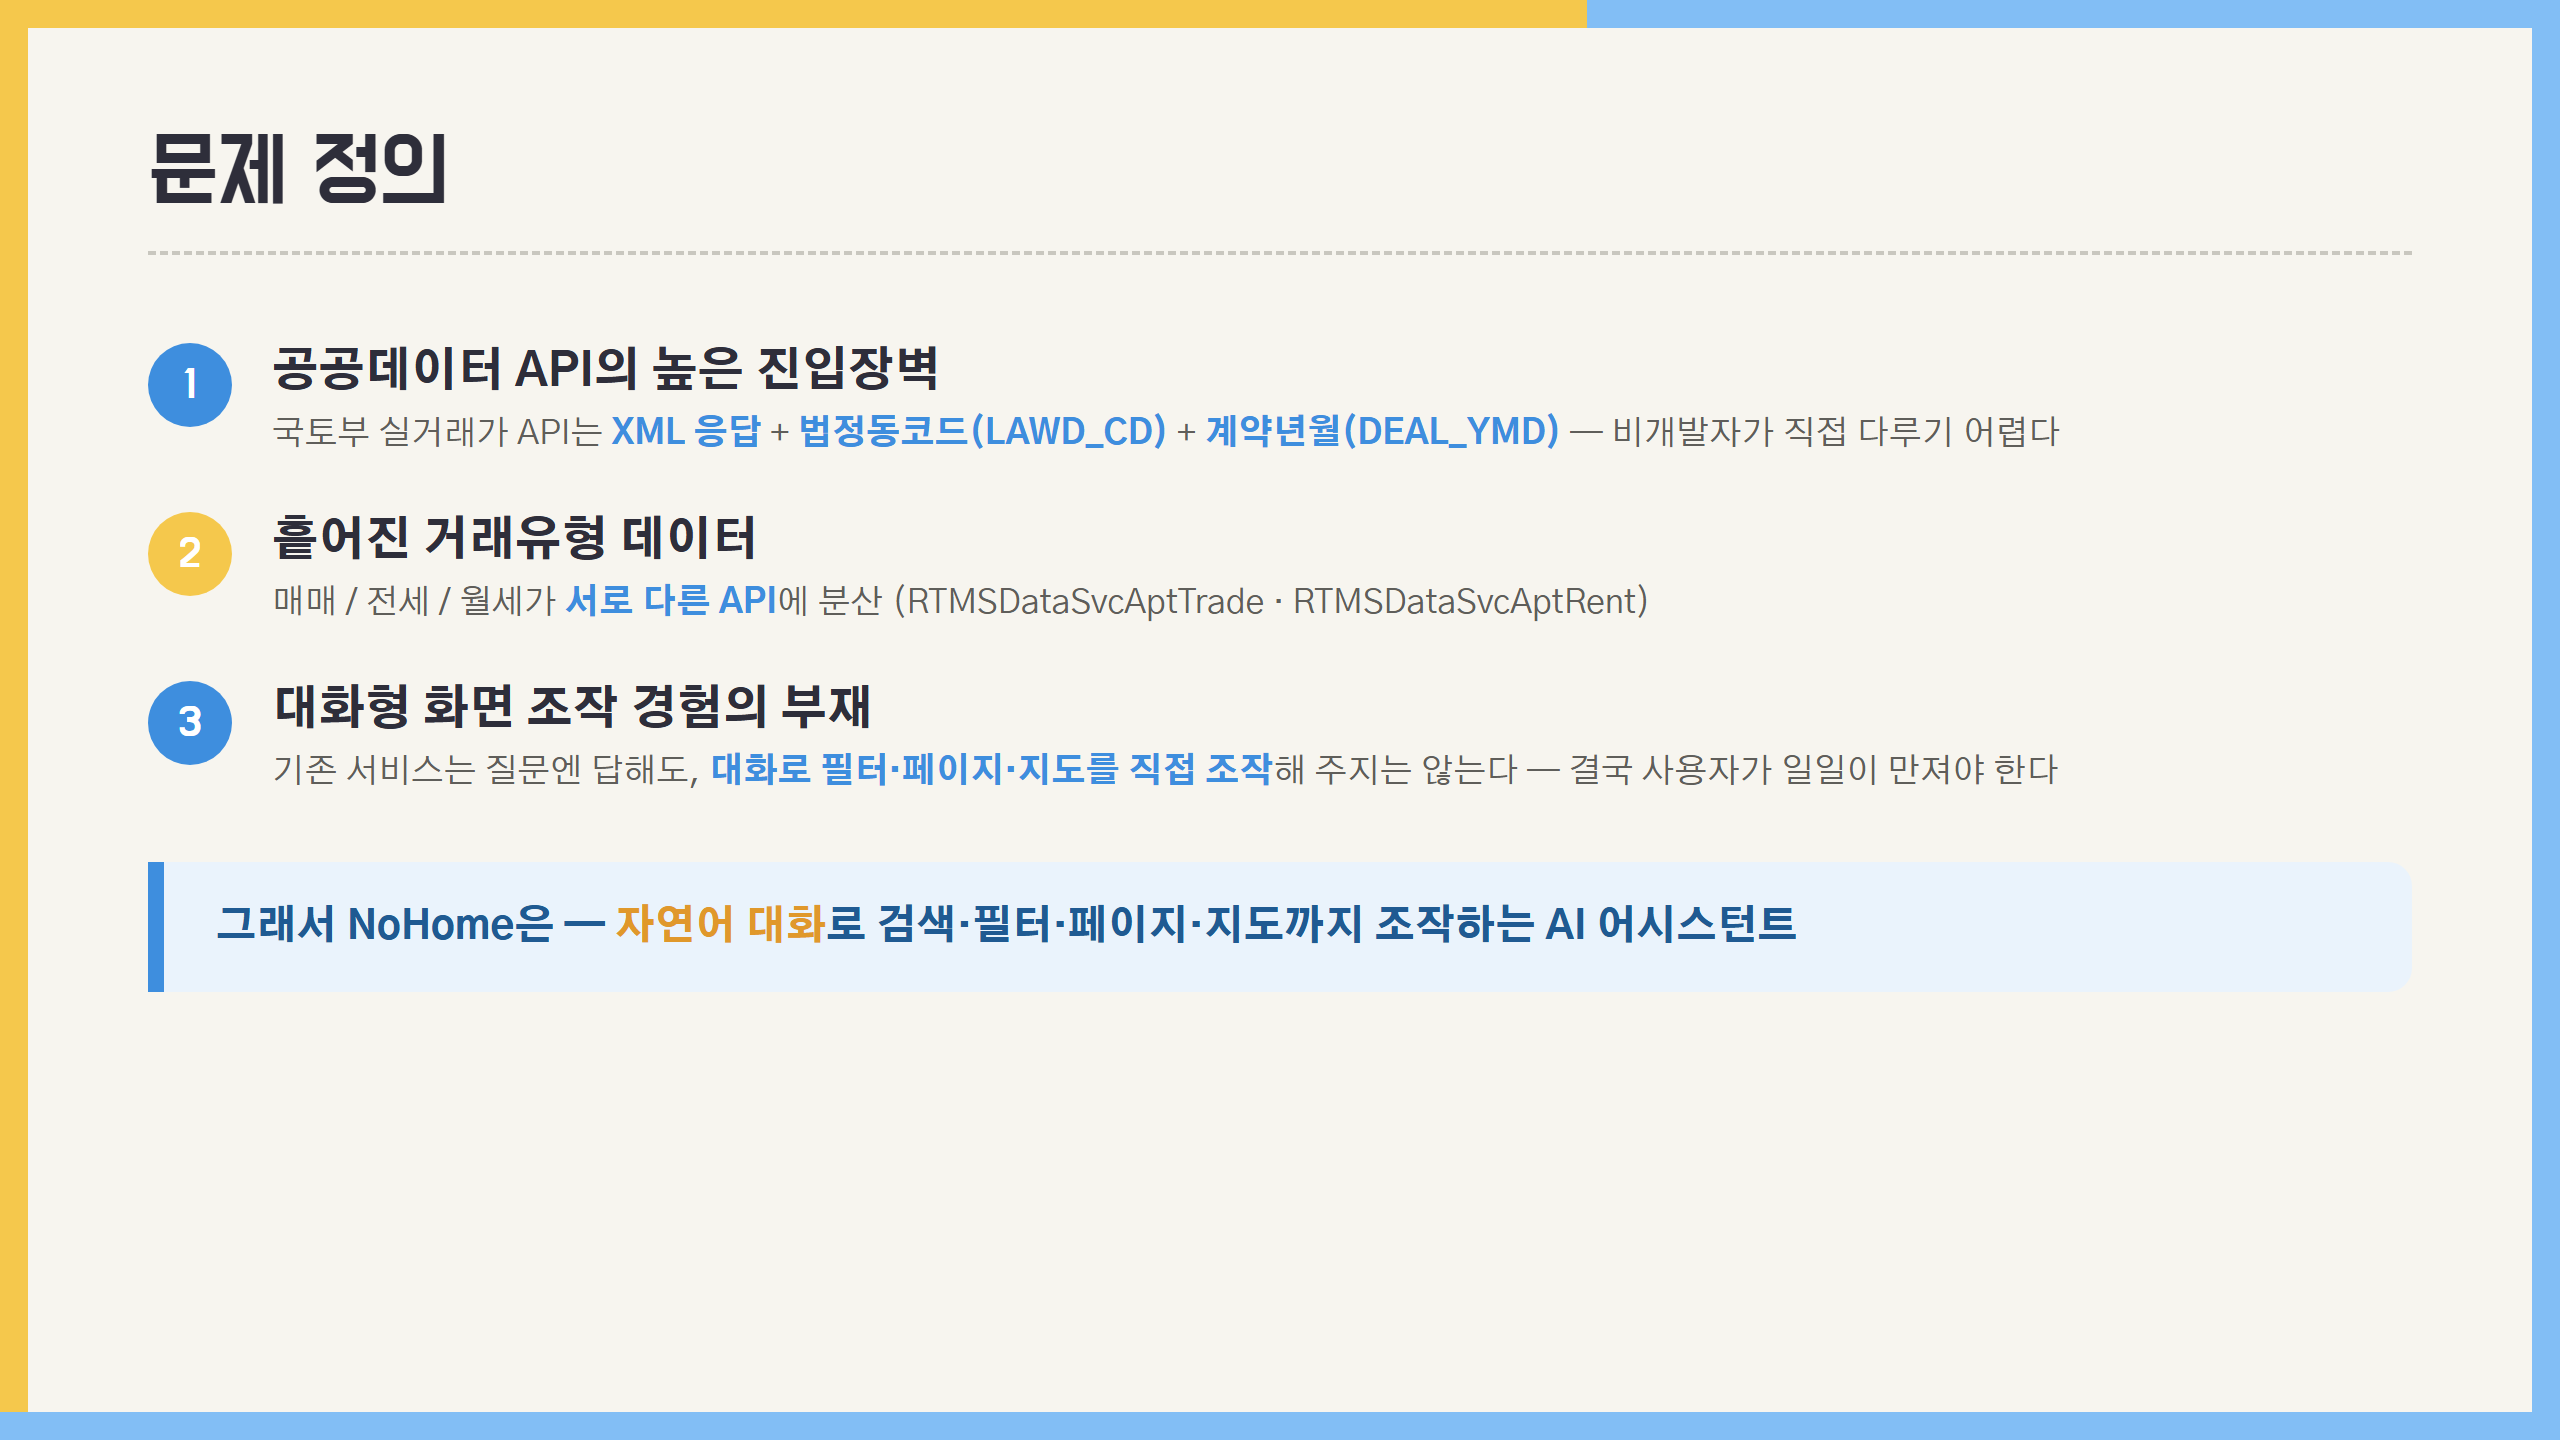 문제 정의
1
공공데이터 API의 높은 진입장벽
국토부 실거래가 API는 XML 응답 + 법정동코드(LAWD_CD) + 계약년월(DEAL_YMD) — 비개발자가 직접 다루기 어렵다
2
흩어진 거래유형 데이터
매매 / 전세 / 월세가 서로 다른 API에 분산 (RTMSDataSvcAptTrade · RTMSDataSvcAptRent)
3
대화형 화면 조작 경험의 부재
기존 서비스는 질문엔 답해도, 대화로 필터·페이지·지도를 직접 조작해 주지는 않는다 — 결국 사용자가 일일이 만져야 한다
그래서 NoHome은 — 자연어 대화로 검색·필터·페이지·지도까지 조작하는 AI 어시스턴트